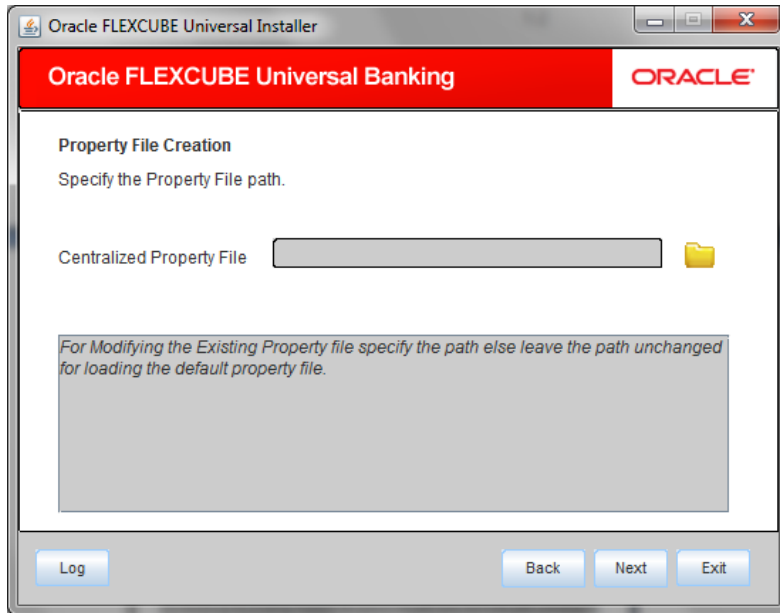 Oracle FLEXCUBE Universal Installer
Oracle FLEXCUBE Universal Banking
ORACLE
Property File Creation
Specify the Property File path.
Centralized Property File
For Modifying the Existing Property file specify the path else leave the path unchanged
for loading the default property file.
Log Back Next Exit